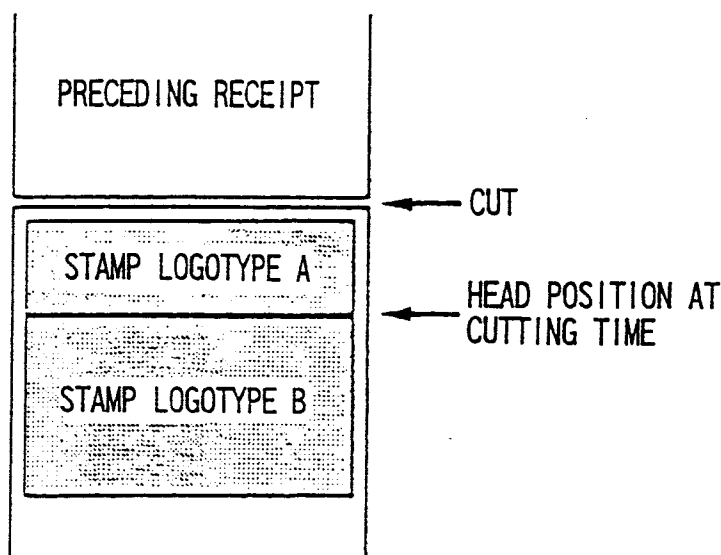 PRECEDING RECEIPT
CUT
STAMP LOGOTYPE A
HEAD POSITION AT
CUTTING TIME
STAMP LOGOTYPE B